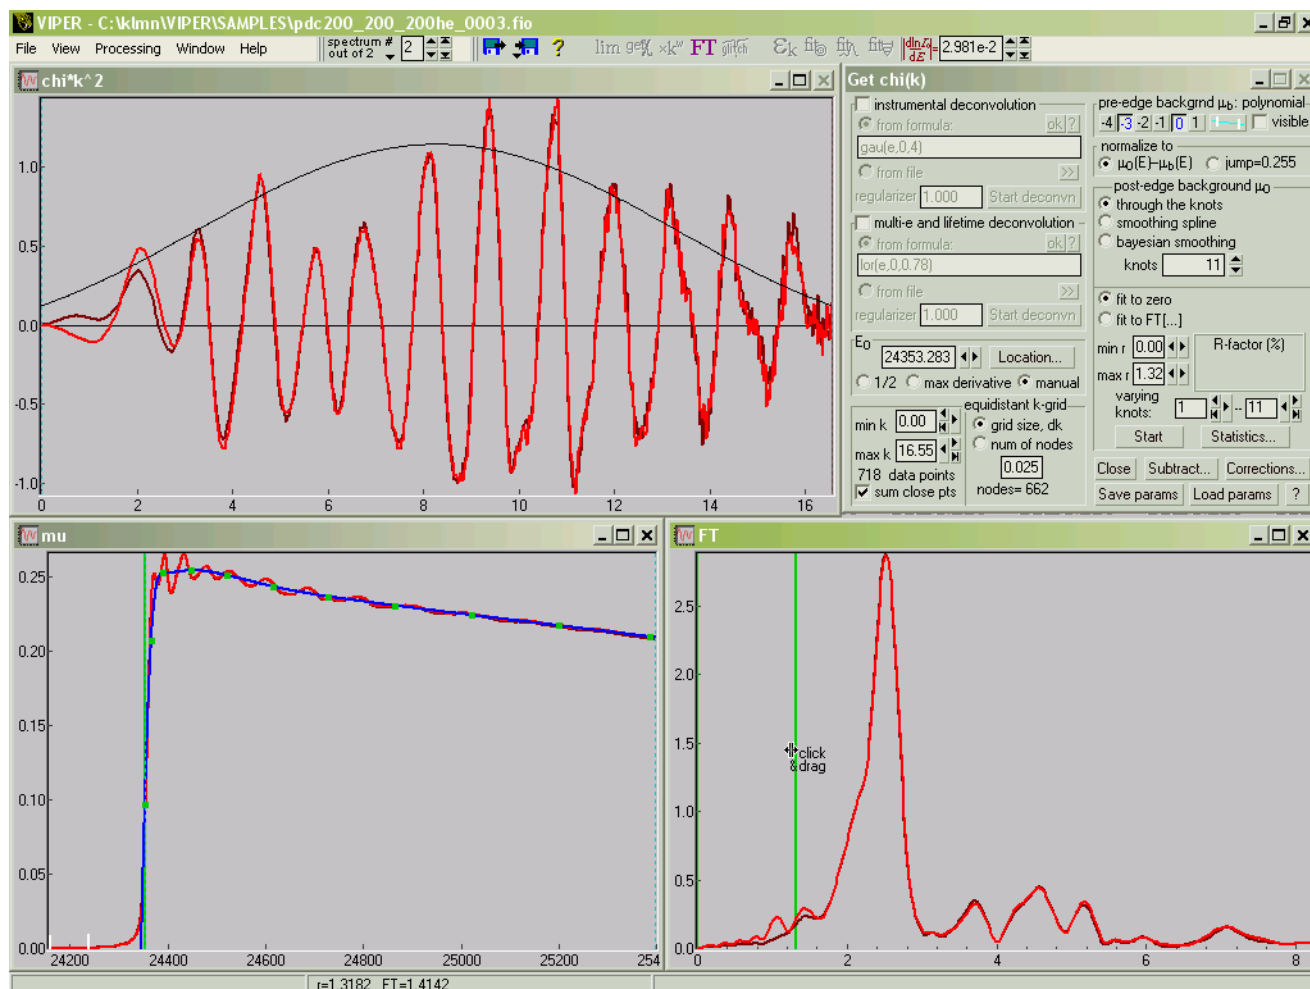 VIPER - C:\klmn\VIPER\SAMPLES\pdc200_200_200he_0003.fio
File View Processing Window Help
spectrum #
out of 2
2
?
lim
×k^w
FT
glitch
ε_k
2.981e-2
chi*k^2
1.0
0.5
0.0
-0.5
-1.0
0 2 4 6 8 10 12 14 16
Get chi(k)
instrumental deconvolution
from formula: ok ?
gau(e,0,4)
from file >>
regularizer 1.000 Start deconvn
multi-e and lifetime deconvolution
from formula: ok ?
lor(e,0,0.78)
from file >>
regularizer 1.000 Start deconvn
E₀
24353.283 Location...
1/2 max derivative manual
min k 0.00
max k 16.55
718 data points
sum close pts
equidistant k-grid
grid size, dk
num of nodes
0.025
nodes= 662
pre-edge backgrnd μb: polynomial
-4 -3 -2 -1 0 1 visible
normalize to
μ₀(E)-μb(E) jump=0.255
post-edge background μ₀
through the knots
smoothing spline
bayesian smoothing
knots 11
fit to zero
fit to FT[...]
min r 0.00 R-factor (%)
max r 1.32
varying
knots: 1 -- 11
Start Statistics...
Close Subtract... Corrections...
Save params Load params ?
mu
0.25
0.20
0.15
0.10
0.05
0.00
24200 24400 24600 24800 25000 25200 254
FT
2.5
2.0
1.5
1.0
0.5
0.0
0 2 4 6 8
click
& drag
r=1.3182 FT=1.4142